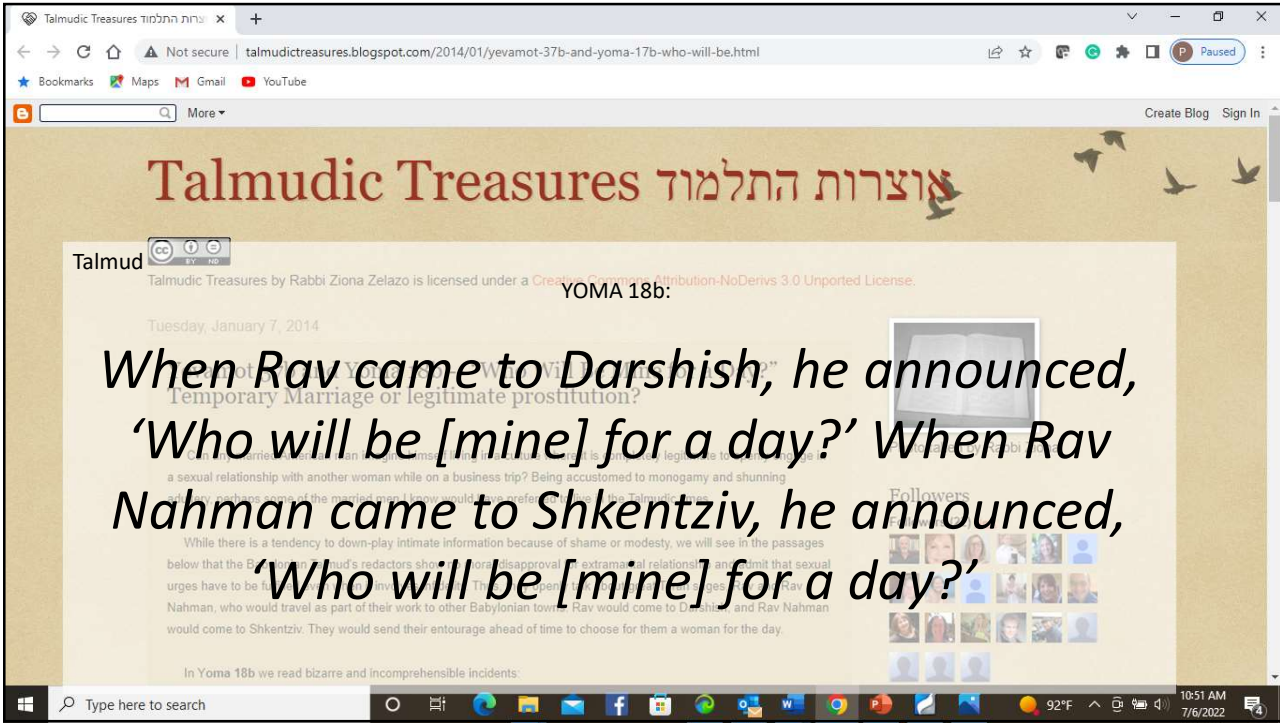 Talmudic Treasures אוצרות התלמוד
Not secure | talmudictreasures.blogspot.com/2014/01/yevamot-37b-and-yoma-17b-who-will-be.html
Paused
Bookmarks Maps Gmail YouTube
More
Create Blog Sign In
Talmudic Treasures אוצרות התלמוד
Talmud
BY ND
Talmudic Treasures by Rabbi Ziona Zelazo is licensed under a Creative Commons Attribution-NoDerivs 3.0 Unported License.
YOMA 18b:
Tuesday, January 7, 2014
When Rav came to Darshish, he announced,
‘Who will be [mine] for a day?’ When Rav
Nahman came to Shkentziv, he announced,
‘Who will be [mine] for a day?’
Temporary Marriage or legitimate prostitution?
a sexual relationship with another woman while on a business trip? Being accustomed to monogamy and shunning
Followers
While there is a tendency to down-play intimate information because of shame or modesty, we will see in the passages
Nahman, who would travel as part of their work to other Babylonian towns. Rav would come to Darshish, and Rav Nahman
would come to Shkentziv. They would send their entourage ahead of time to choose for them a woman for the day.
In Yoma 18b we read bizarre and incomprehensible incidents:
Type here to search
92°F
10:51 AM
7/6/2022